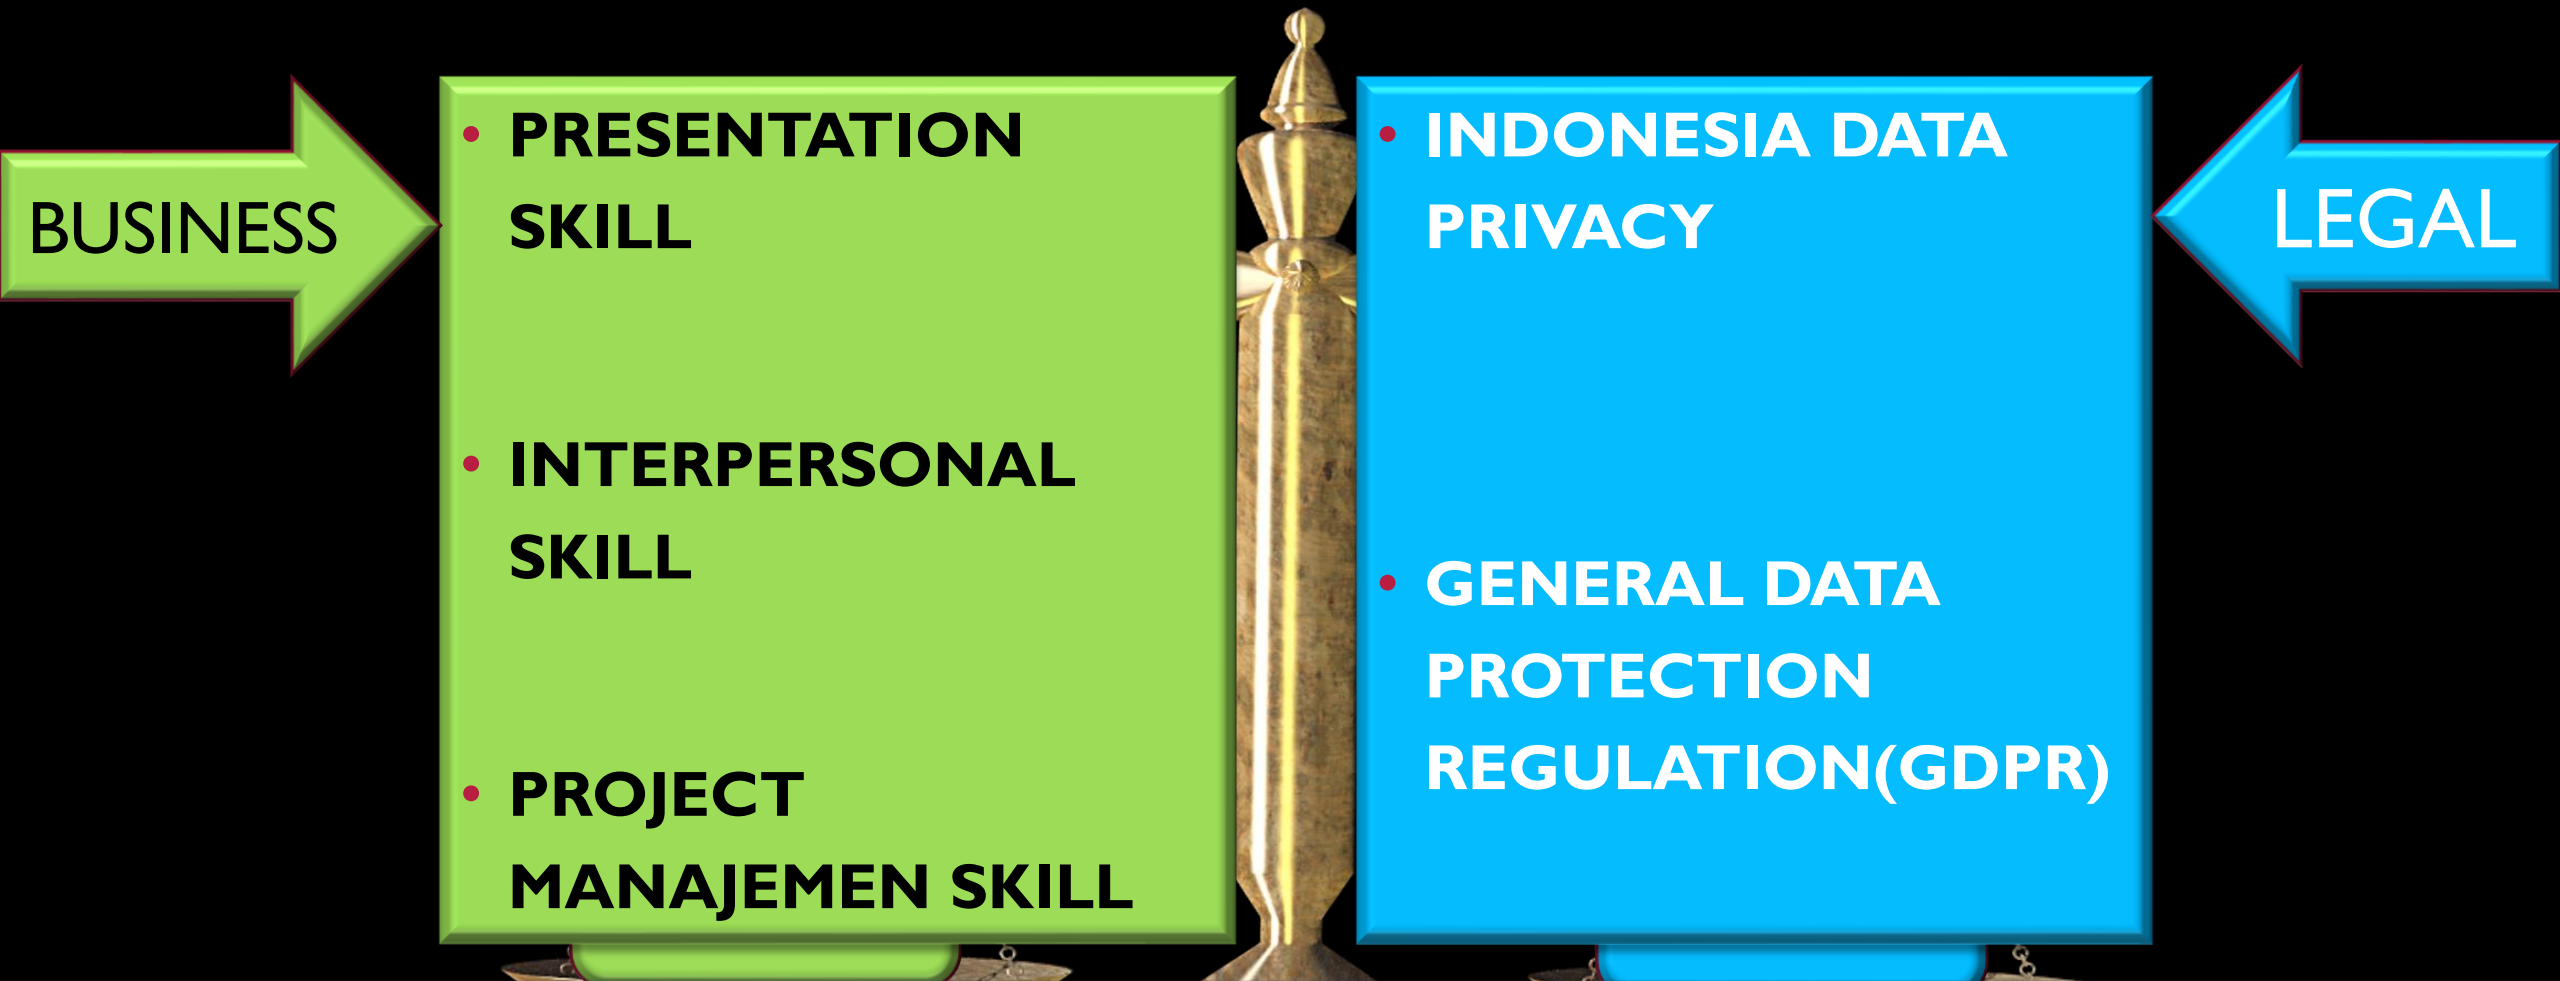 BUSINESS
• PRESENTATION
SKILL
• INTERPERSONAL
SKILL
• PROJECT
MANAJEMEN SKILL
• INDONESIA DATA
PRIVACY
• GENERAL DATA
PROTECTION
REGULATION(GDPR)
LEGAL